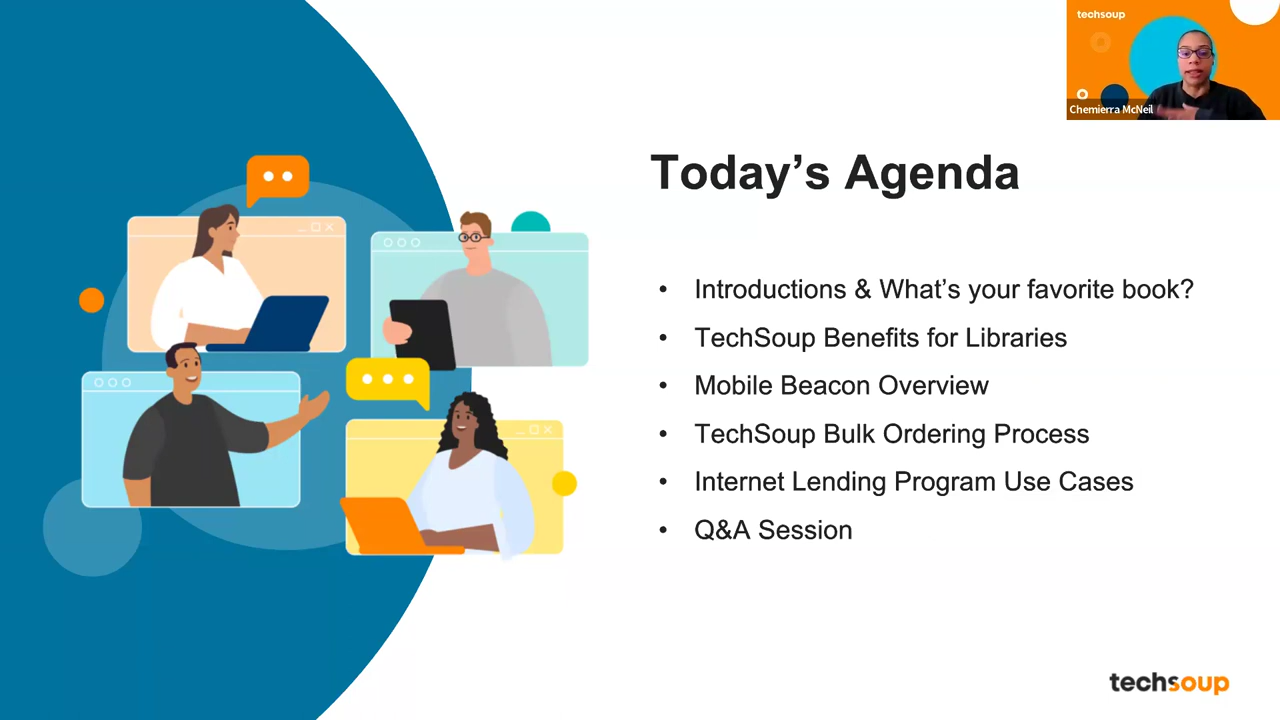 techsoup
Chemierra McNeil
Today's Agenda
• Introductions & What's your favorite book?
• TechSoup Benefits for Libraries
• Mobile Beacon Overview
• TechSoup Bulk Ordering Process
• Internet Lending Program Use Cases
• Q&A Session
techsoup